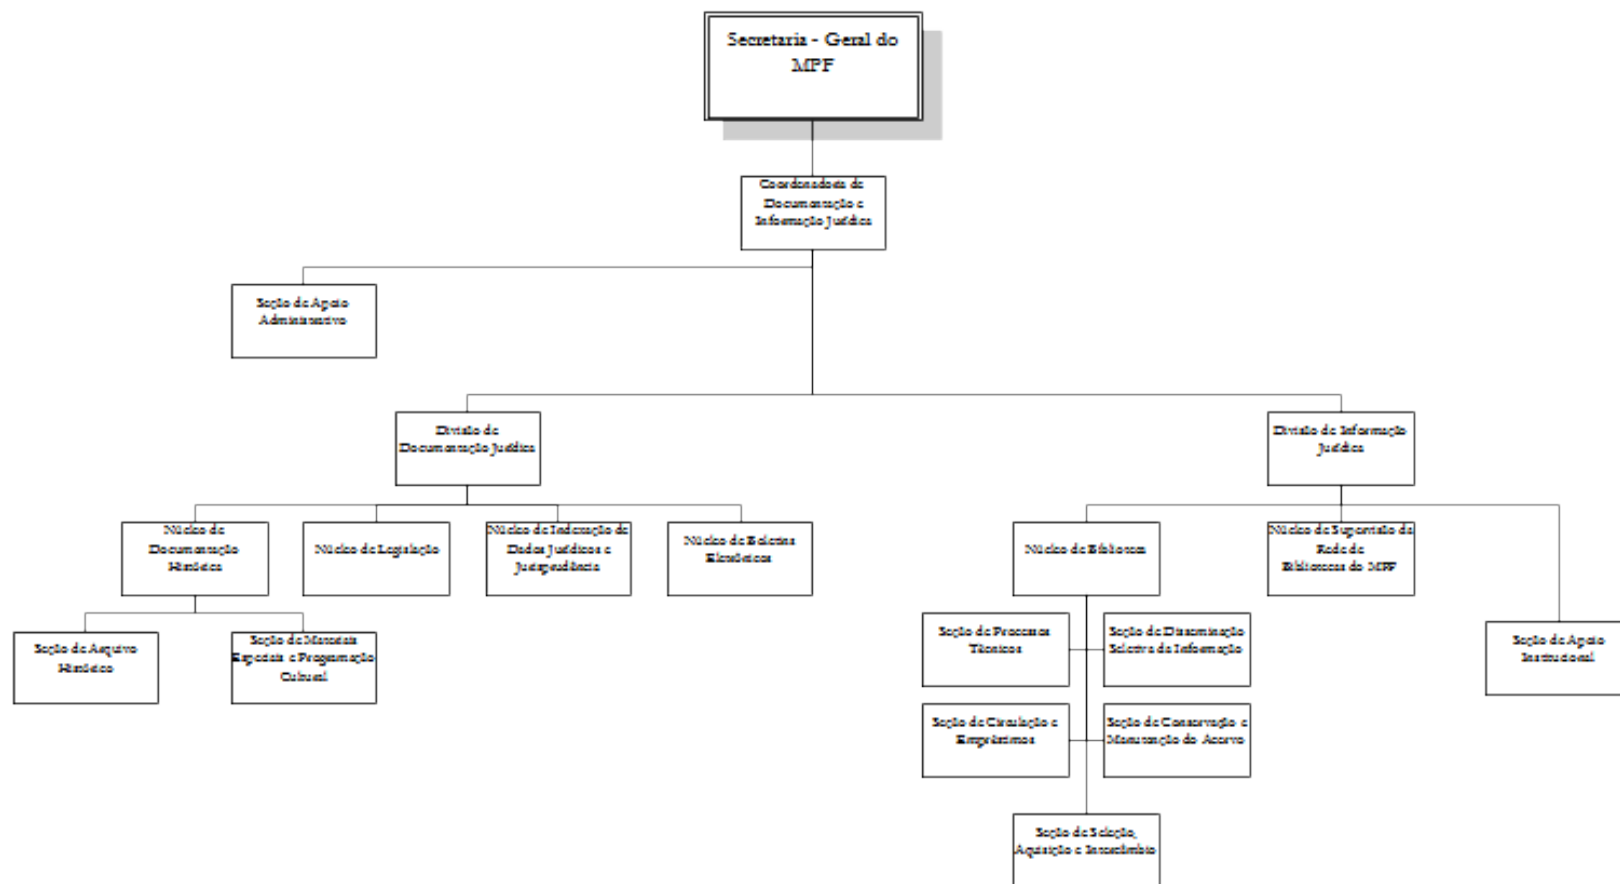 Secretaria - Geral do
MPF
Coordenadoria de
Documentação e
Informação Jurídica
Seção de Apoio
Administrativo
Divisão de
Documentação Jurídica
Divisão de Informação
Jurídica
Núcleo de
Documentação
Histórica
Núcleo de Legislação
Núcleo de Indexação de
Dados Jurídicos e
Jurisprudência
Núcleo de Boletins
Eletrônicos
Núcleo de Biblioteca
Núcleo de Supervisão da
Rede de
Bibliotecas do MPF
Seção de Arquivo
Histórico
Seção de Materiais
Especiais e Programação
Cultural
Seção de Processos
Técnicos
Seção de Disseminação
Seletiva da Informação
Seção de Apoio
Institucional
Seção de Circulação e
Empréstimos
Seção de Conservação e
Manutenção do Acervo
Seção de Seleção,
Aquisição e Intercâmbio